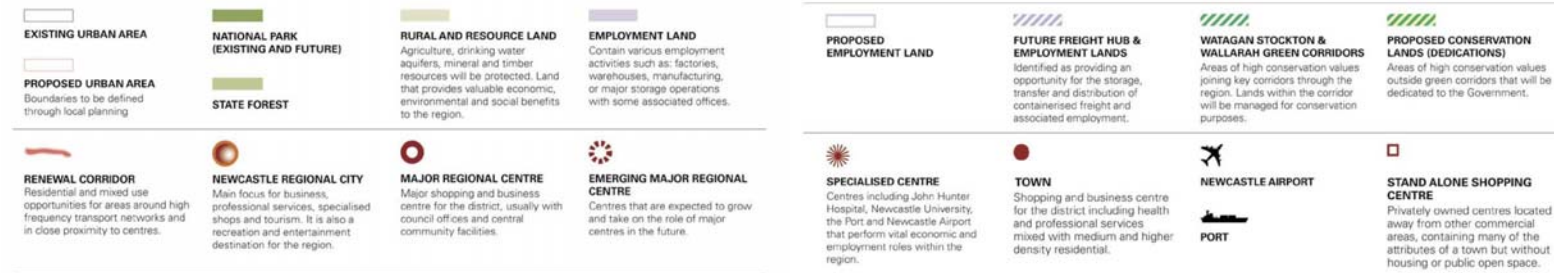 EXISTING URBAN AREA
PROPOSED URBAN AREA
Boundaries to be defined
through local planning
NATIONAL PARK
(EXISTING AND FUTURE)
STATE FOREST
RURAL AND RESOURCE LAND
Agriculture, drinking water
aquifers, mineral and timber
resources will be protected. Land
that provides valuable economic,
environmental and social benefits
to the region.
EMPLOYMENT LAND
Contain various employment
activities such as: factories,
warehouses, manufacturing,
or major storage operations
with some associated offices.
RENEWAL CORRIDOR
Residential and mixed use
opportunities for areas around high
frequency transport networks and
in close proximity to centres.
NEWCASTLE REGIONAL CITY
Main focus for business,
professional services, specialised
shops and tourism. It is also a
recreation and entertainment
destination for the region.
MAJOR REGIONAL CENTRE
Major shopping and business
centre for the district, usually with
council offices and central
community facilities.
EMERGING MAJOR REGIONAL
CENTRE
Centres that are expected to grow
and take on the role of major
centres in the future.
PROPOSED
EMPLOYMENT LAND
FUTURE FREIGHT HUB &
EMPLOYMENT LANDS
Identified as providing an
opportunity for the storage,
transfer and distribution of
containerised freight and
associated employment.
WATAGAN STOCKTON &
WALLARAH GREEN CORRIDORS
Areas of high conservation values
joining key corridors through the
region. Lands within the corridor
will be managed for conservation
purposes.
PROPOSED CONSERVATION
LANDS (DEDICATIONS)
Areas of high conservation values
outside green corridors that will be
dedicated to the Government.
SPECIALISED CENTRE
Centres including John Hunter
Hospital, Newcastle University,
the Port and Newcastle Airport
that perform vital economic and
employment roles within the
region.
TOWN
Shopping and business centre
for the district including health
and professional services
mixed with medium and higher
density residential.
NEWCASTLE AIRPORT
PORT
STAND ALONE SHOPPING
CENTRE
Privately owned centres located
away from other commercial
areas, containing many of the
attributes of a town but without
housing or public open space.